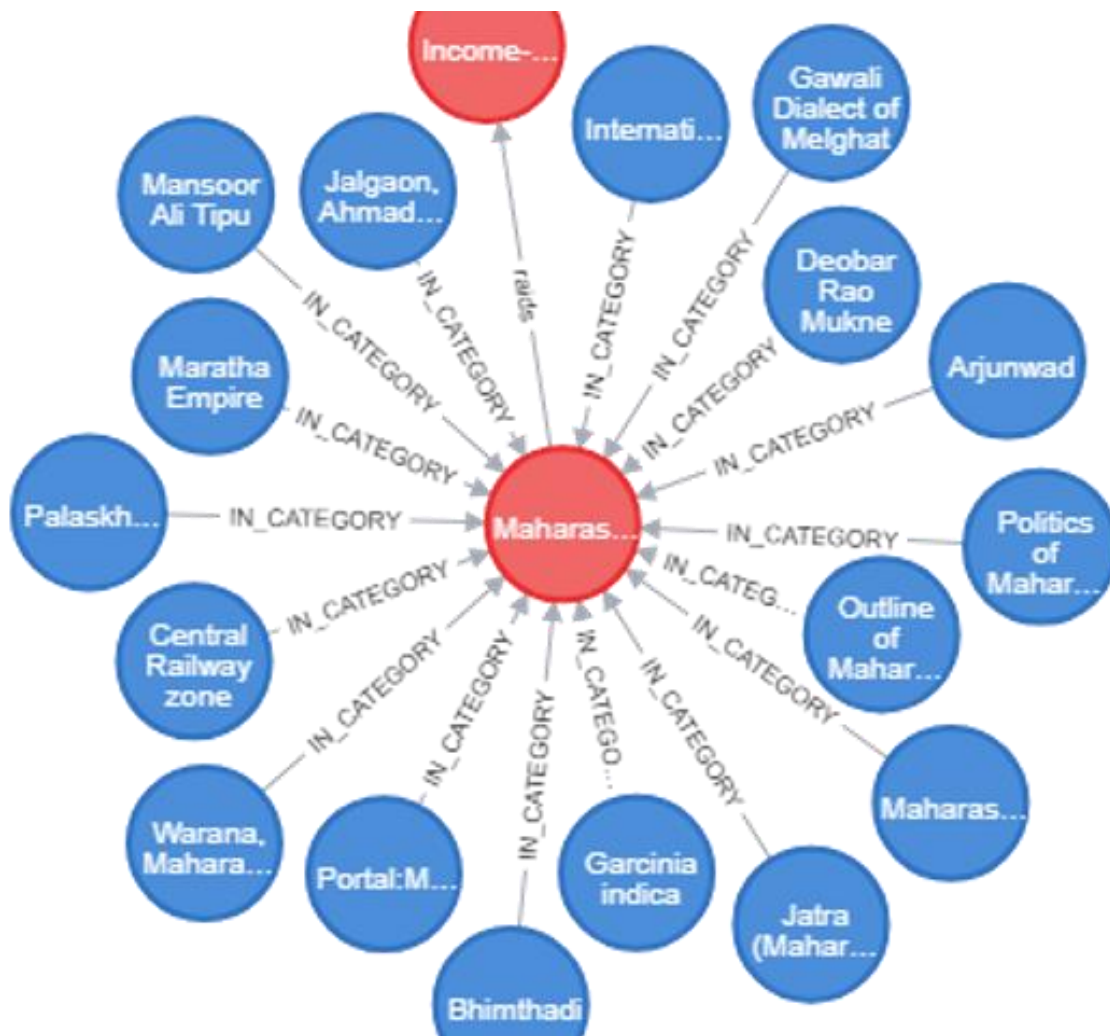 Income-...
Internati...
Gawali
Dialect of
Melghat
Mansoor
Ali Tipu
Jalgaon,
Ahmad...
Deobar
Rao
Mukne
Arjunwad
Maratha
Empire
Palaskh...
Maharas...
Politics
of
Mahar...
Central
Railway
zone
Outline
of
Mahar...
Warana,
Mahara...
Portal:M...
Bhimthadi
Garcinia
indica
Jatra
(Mahar...
Maharas...
raids
IN_CATEGORY
IN_CATEGORY
IN_CATEGORY
IN_CATEGORY
IN_CATEGORY
IN_CATEGORY
IN_CATEGORY
IN_CATEGORY
IN_CATEGORY
IN_CATEGORY
IN_CATEG...
IN_CATEGORY
IN_CATEGORY
IN_CATEGORY
IN_CATEGORY
IN_CATEGORY
IN_CATEGO...